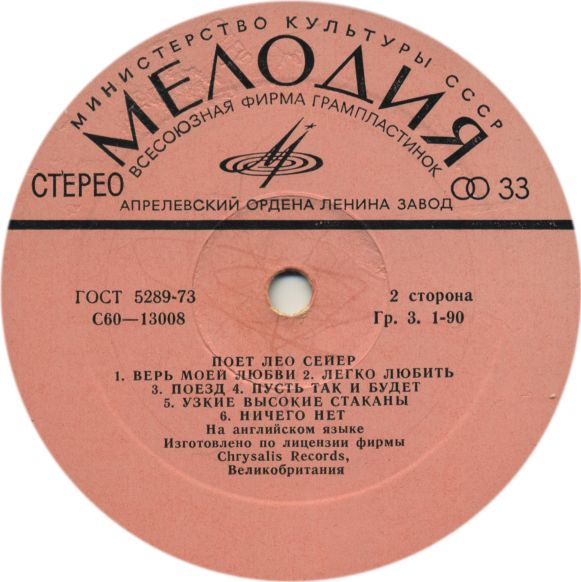 МИНИСТЕРСТВО КУЛЬТУРЫ СССР
МЕЛОДИЯ
ВСЕСОЮЗНАЯ ФИРМА ГРАМПЛАСТИНОК
СТЕРЕО
33
АПРЕЛЕВСКИЙ ОРДЕНА ЛЕНИНА ЗАВОД
ГОСТ 5289-73
2 сторона
С60—13008
Гр. 3. 1-90
ПОЕТ ЛЕО СЕЙЕР
1. ВЕРЬ МОЕЙ ЛЮБВИ 2. ЛЕГКО ЛЮБИТЬ
3. ПОЕЗД 4. ПУСТЬ ТАК И БУДЕТ
5. УЗКИЕ ВЫСОКИЕ СТАКАНЫ
6. НИЧЕГО НЕТ
На английском языке
Изготовлено по лицензии фирмы
Chrysalis Records,
Великобритания